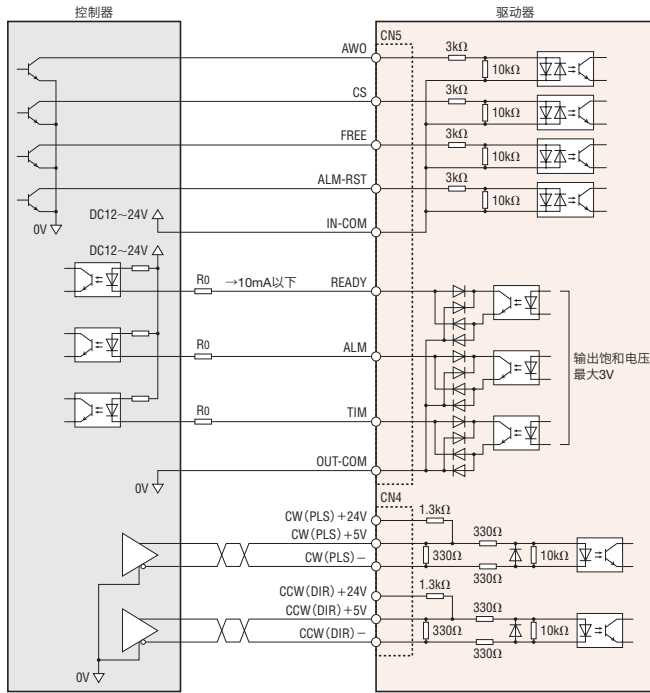 控制器
驱动器
CN5
AWO
3kΩ
10kΩ
CS
3kΩ
10kΩ
FREE
3kΩ
10kΩ
ALM-RST
3kΩ
10kΩ
0V
DC12~24V
IN-COM
DC12~24V
R0
→10mA以下
READY
R0
ALM
输出饱和电压
最大3V
R0
TIM
OUT-COM
0V
CN4
CW(PLS)+24V
1.3kΩ
CW(PLS)+5V
330Ω
330Ω
10kΩ
CW(PLS)−
330Ω
CCW(DIR)+24V
1.3kΩ
CCW(DIR)+5V
330Ω
330Ω
10kΩ
CCW(DIR)−
330Ω
0V